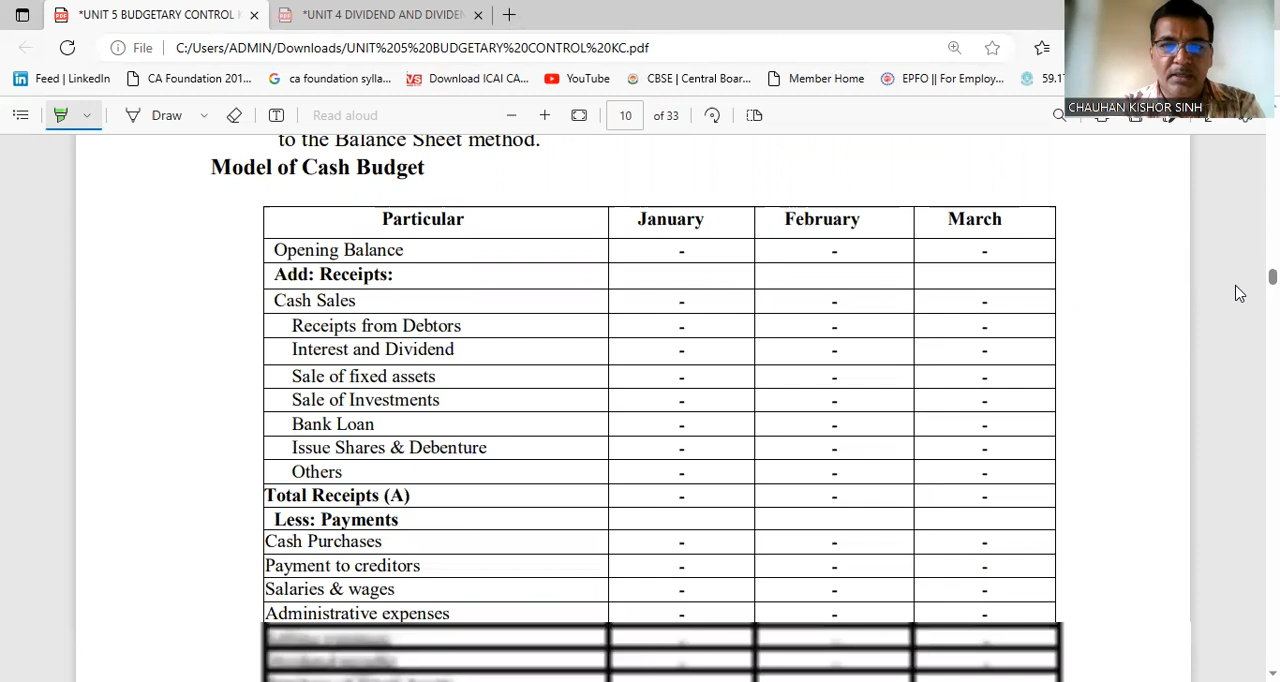 *UNIT 5 BUDGETARY CONTROL
*UNIT 4 DIVIDEND AND DIVIDEN
File C:/Users/ADMIN/Downloads/UNIT%205%20BUDGETARY%20CONTROL%20KC.pdf
Feed | LinkedIn CA Foundation 201... ca foundation sylla... Download ICAI CA... YouTube CBSE | Central Boar... Member Home EPFO || For Employ... 59.1
CHAUHAN KISHOR SINH
Draw Read aloud 10 of 33
to the Balance Sheet method.
Model of Cash Budget
Particular January February March
Opening Balance - - -
Add: Receipts:
Cash Sales - - -
Receipts from Debtors - - -
Interest and Dividend - - -
Sale of fixed assets - - -
Sale of Investments - - -
Bank Loan - - -
Issue Shares & Debenture - - -
Others - - -
Total Receipts (A) - - -
Less: Payments
Cash Purchases - - -
Payment to creditors - - -
Salaries & wages - - -
Administrative expenses - - -